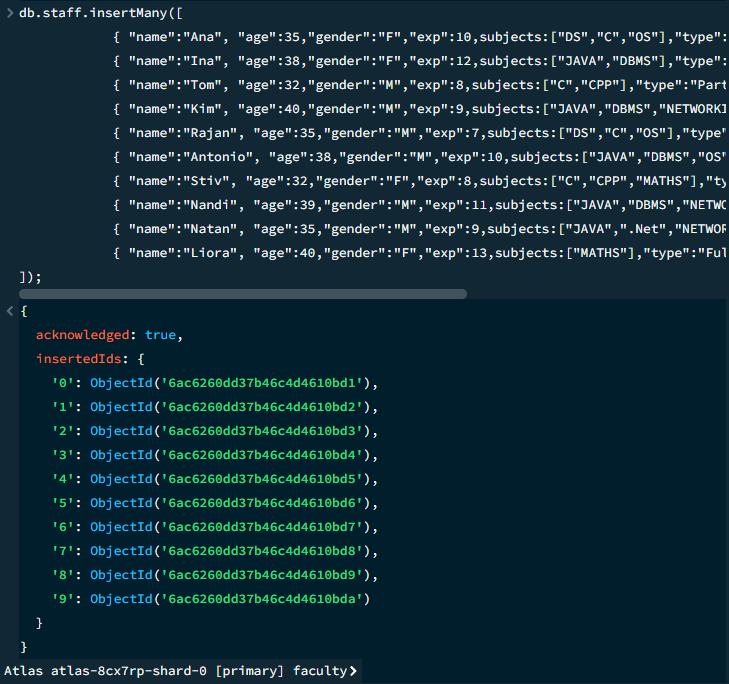 > db.staff.insertMany([
{ "name":"Ana", "age":35,"gender":"F","exp":10,subjects:["DS","C","OS"],"type":
{ "name":"Ina", "age":38,"gender":"F","exp":12,subjects:["JAVA","DBMS"],"type":
{ "name":"Tom", "age":32,"gender":"M","exp":8,subjects:["C","CPP"],"type":"Part
{ "name":"Kim", "age":40,"gender":"M","exp":9,subjects:["JAVA","DBMS","NETWORKI
{ "name":"Rajan", "age":35,"gender":"M","exp":7,subjects:["DS","C","OS"],"type"
{ "name":"Antonio", "age":38,"gender":"M","exp":10,subjects:["JAVA","DBMS","OS"
{ "name":"Stiv", "age":32,"gender":"F","exp":8,subjects:["C","CPP","MATHS"],"ty
{ "name":"Nandi", "age":39,"gender":"M","exp":11,subjects:["JAVA","DBMS","NETWO
{ "name":"Natan", "age":35,"gender":"M","exp":9,subjects:["JAVA",".Net","NETWOR
{ "name":"Liora", "age":40,"gender":"F","exp":13,subjects:["MATHS"],"type":"Ful
]);
< {
acknowledged: true,
insertedIds: {
'0': ObjectId('6ac6260dd37b46c4d4610bd1'),
'1': ObjectId('6ac6260dd37b46c4d4610bd2'),
'2': ObjectId('6ac6260dd37b46c4d4610bd3'),
'3': ObjectId('6ac6260dd37b46c4d4610bd4'),
'4': ObjectId('6ac6260dd37b46c4d4610bd5'),
'5': ObjectId('6ac6260dd37b46c4d4610bd6'),
'6': ObjectId('6ac6260dd37b46c4d4610bd7'),
'7': ObjectId('6ac6260dd37b46c4d4610bd8'),
'8': ObjectId('6ac6260dd37b46c4d4610bd9'),
'9': ObjectId('6ac6260dd37b46c4d4610bda')
}
}
Atlas atlas-8cx7rp-shard-0 [primary] faculty>